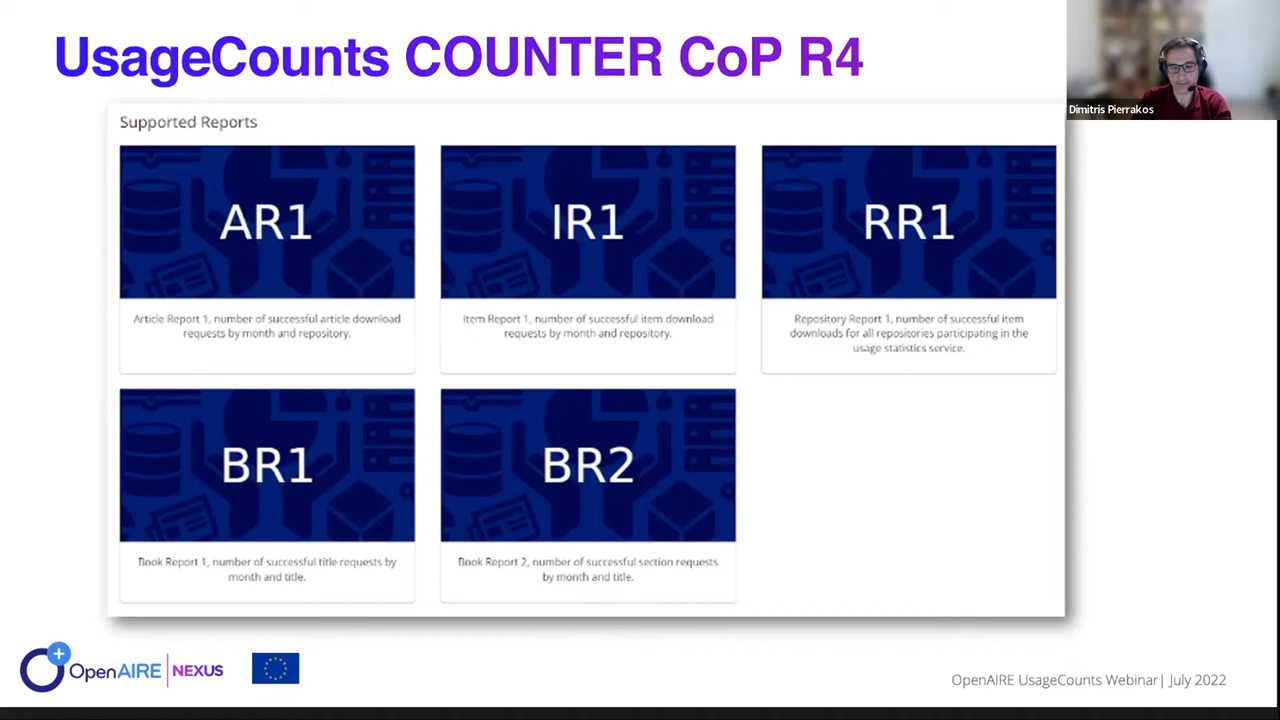 UsageCounts COUNTER CoP R4
Dimitris Pierrakos
Supported Reports
AR1
IR1
RR1
Article Report 1, number of successful article download
requests by month and repository.
Item Report 1, number of successful item download
requests by month and repository.
Repository Report 1, number of successful item
downloads for all repositories participating in the
usage statistics service.
BR1
BR2
Book Report 1, number of successful title requests by
month and title.
Book Report 2, number of successful section requests
by month and title.
OpenAIRE | NEXUS
OpenAIRE UsageCounts Webinar| July 2022